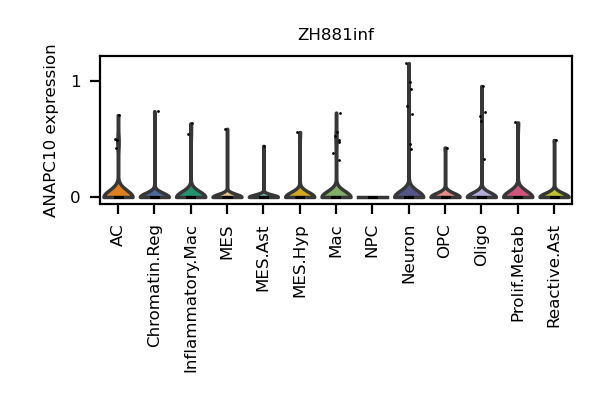 ZH881inf
ANAPC10 expression
1
0
AC
Chromatin.Reg
Inflammatory.Mac
MES
MES.Ast
MES.Hyp
Mac
NPC
Neuron
OPC
Oligo
Prolif.Metab
Reactive.Ast